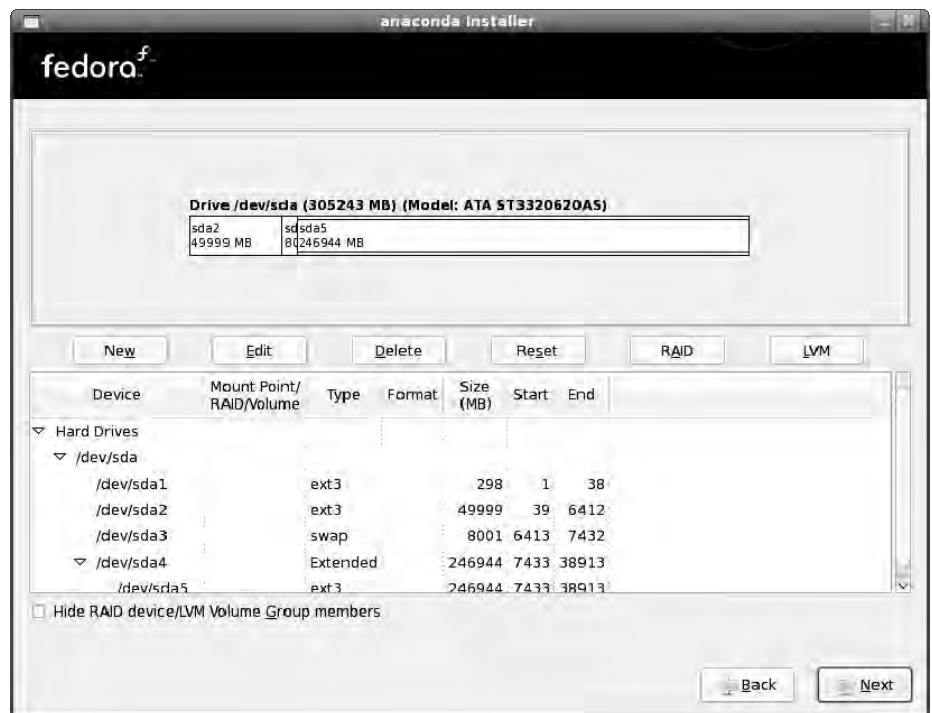 anaconda installer
fedora
Drive /dev/sda (305243 MB) (Model: ATA ST3320620AS)
sda2 sdsda5
49999 MB 80246944 MB
New Edit Delete Reset RAID LVM
Device Mount Point/ RAID/Volume Type Format Size (MB) Start End
Hard Drives
/dev/sda
/dev/sda1 ext3 298 1 38
/dev/sda2 ext3 49999 39 6412
/dev/sda3 swap 8001 6413 7432
/dev/sda4 Extended 246944 7433 38913
/dev/sda5 ext3 246944 7433 38913
Hide RAID device/LVM Volume Group members
Back Next